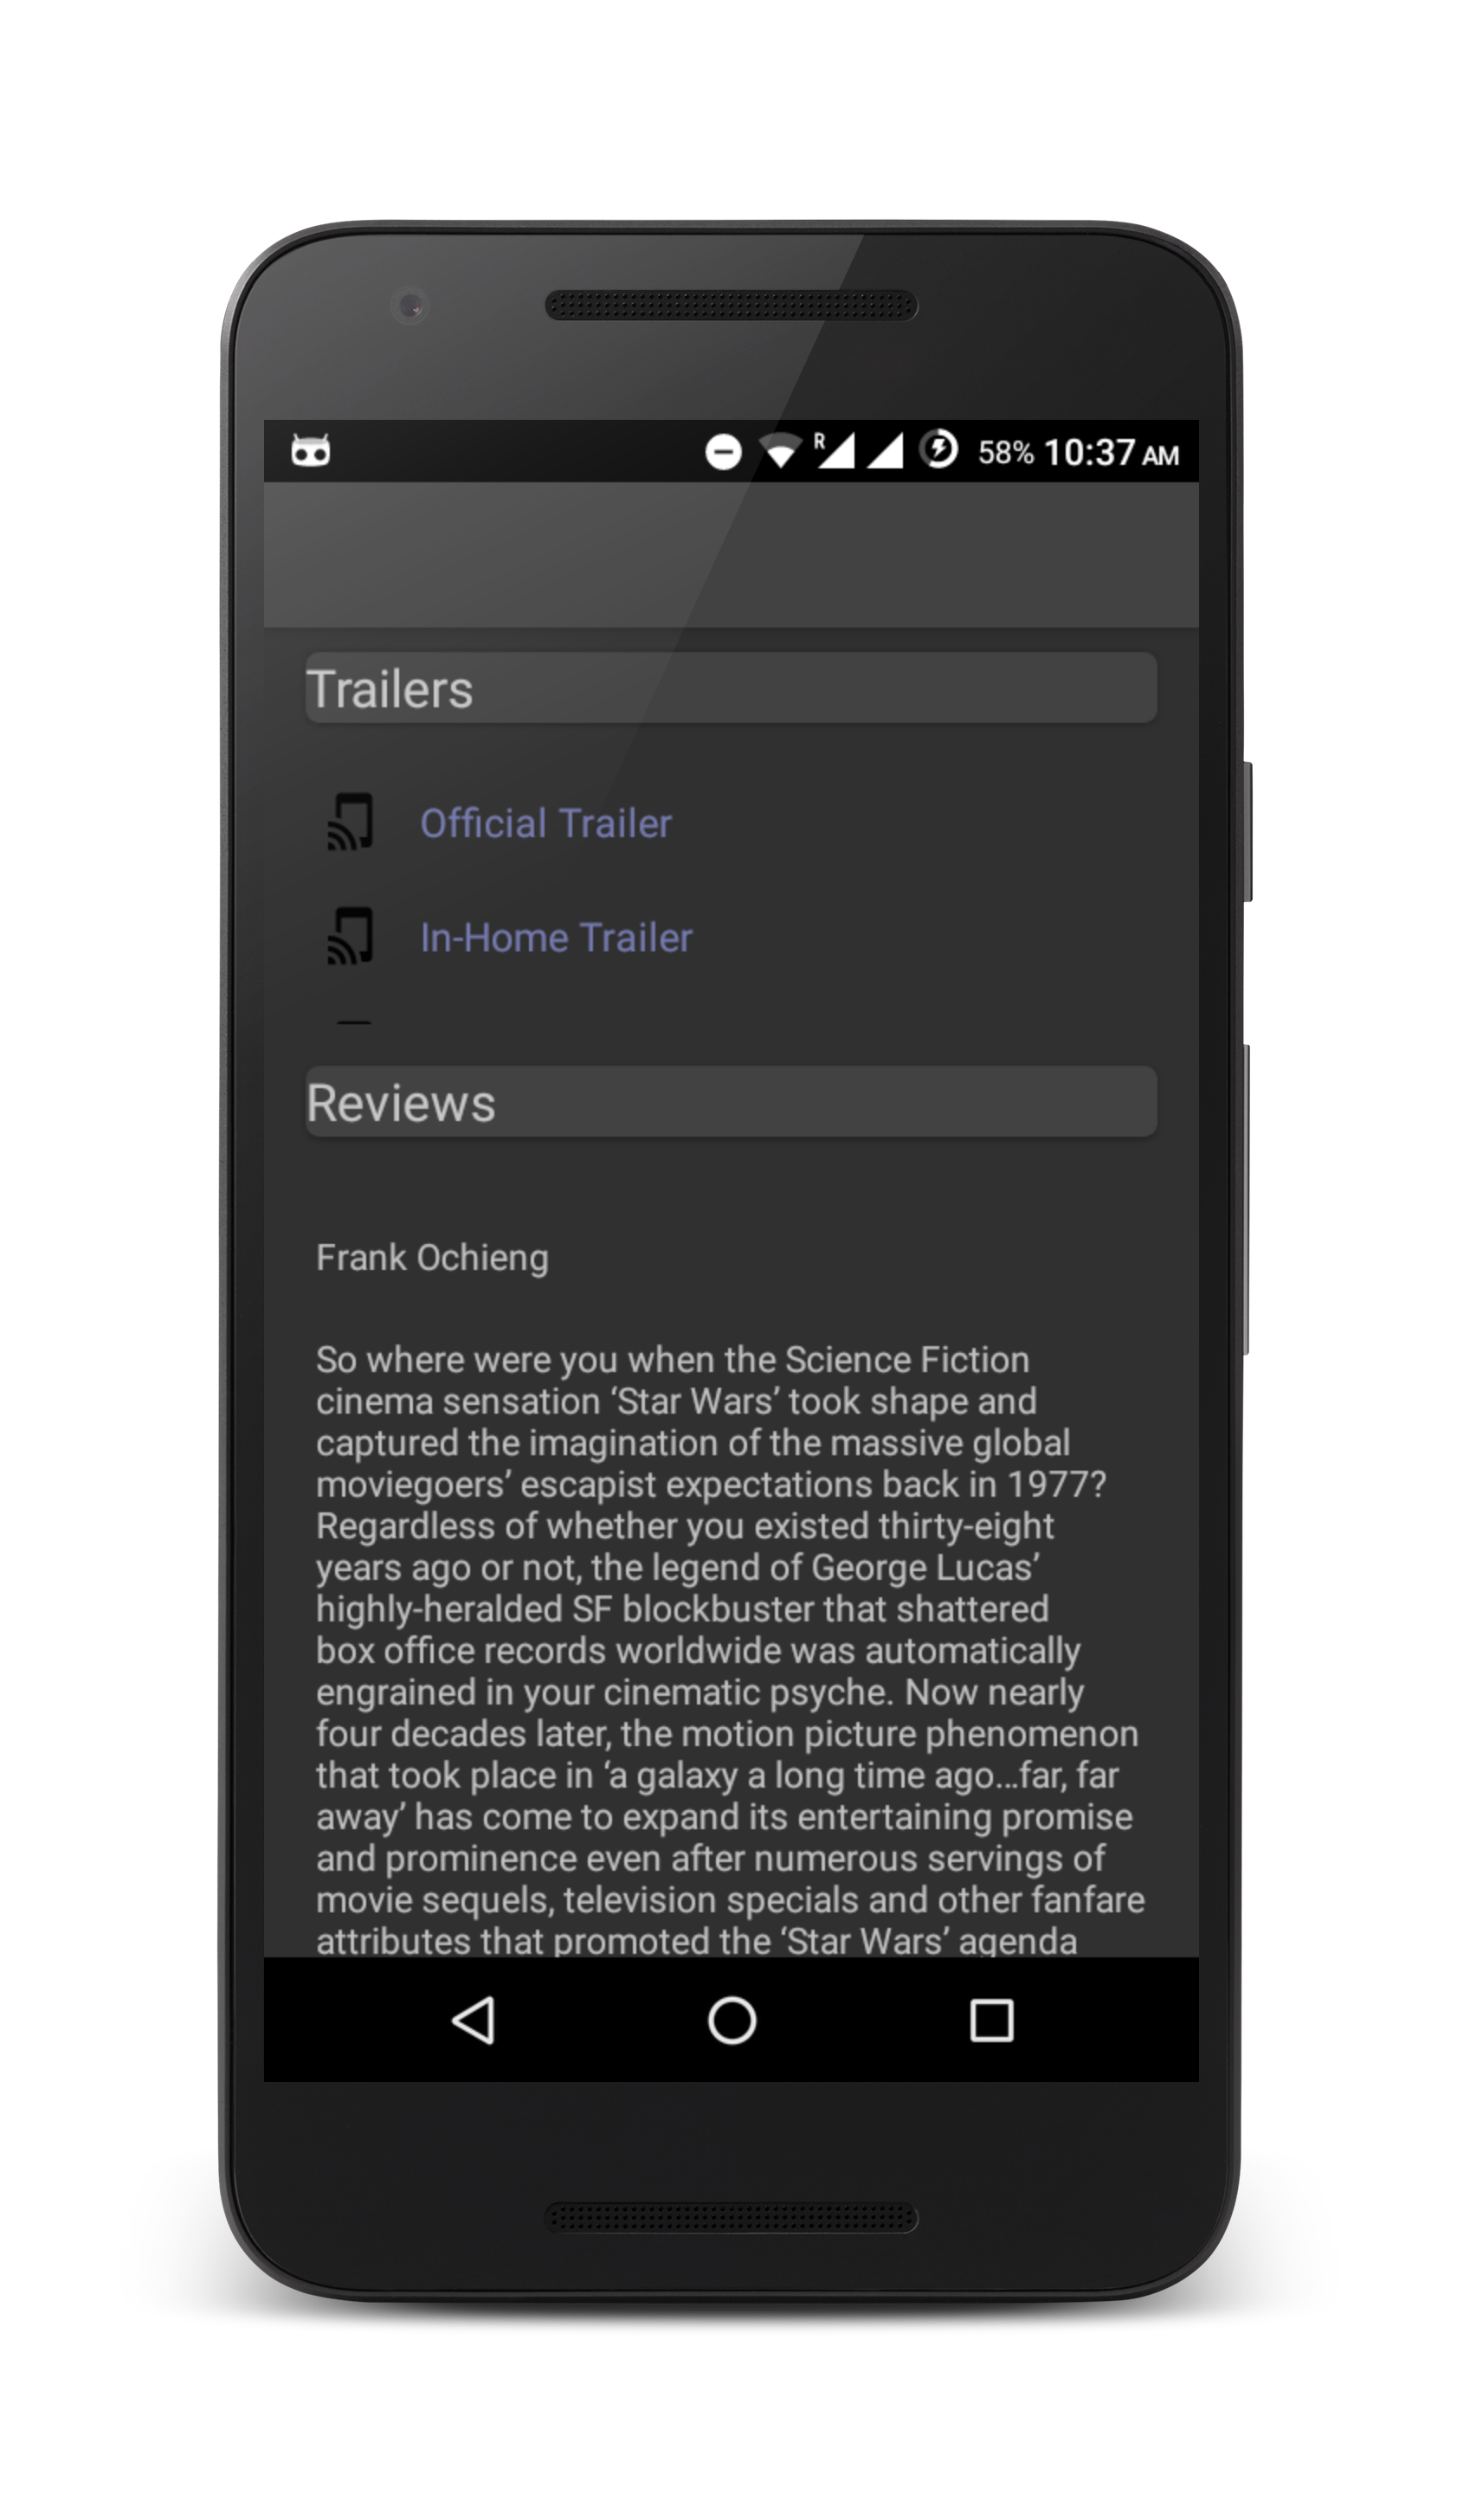 R 58% 10:37 AM
Trailers
Official Trailer
In-Home Trailer
Reviews
Frank Ochieng
So where were you when the Science Fiction
cinema sensation ‘Star Wars’ took shape and
captured the imagination of the massive global
moviegoers’ escapist expectations back in 1977?
Regardless of whether you existed thirty-eight
years ago or not, the legend of George Lucas’
highly-heralded SF blockbuster that shattered
box office records worldwide was automatically
engrained in your cinematic psyche. Now nearly
four decades later, the motion picture phenomenon
that took place in ‘a galaxy a long time ago…far, far
away’ has come to expand its entertaining promise
and prominence even after numerous servings of
movie sequels, television specials and other fanfare
attributes that promoted the ‘Star Wars’ agenda